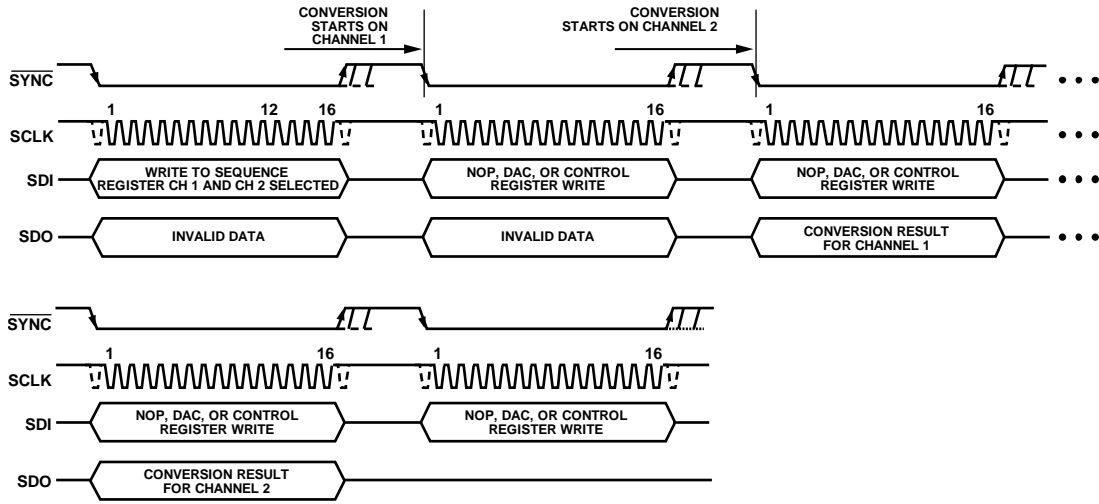 CONVERSION
STARTS ON
CHANNEL 1
CONVERSION
STARTS ON CHANNEL 2
SYNC
1 12 16 1 16 1 16
SCLK
SDI
WRITE TO SEQUENCE
REGISTER CH 1 AND CH 2 SELECTED
NOP, DAC, OR CONTROL
REGISTER WRITE
NOP, DAC, OR CONTROL
REGISTER WRITE
SDO
INVALID DATA
INVALID DATA
CONVERSION RESULT
FOR CHANNEL 1
SYNC
1 16 1 16
SCLK
SDI
NOP, DAC, OR CONTROL
REGISTER WRITE
NOP, DAC, OR CONTROL
REGISTER WRITE
SDO
CONVERSION RESULT
FOR CHANNEL 2